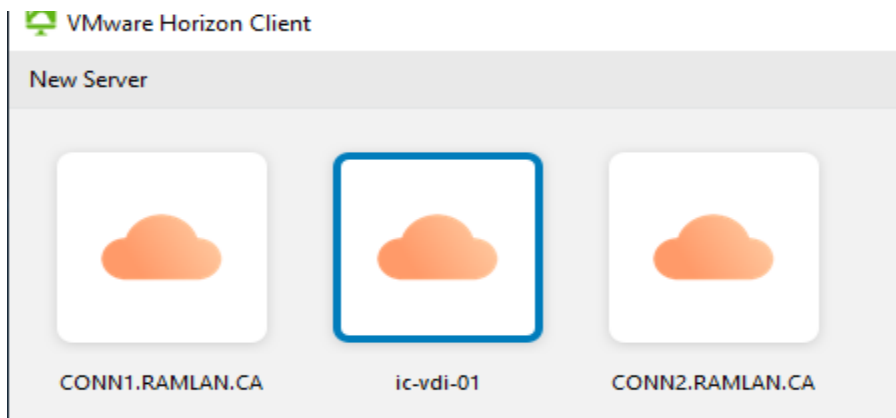 VMware Horizon Client
New Server
CONN1.RAMLAN.CA
ic-vdi-01
CONN2.RAMLAN.CA